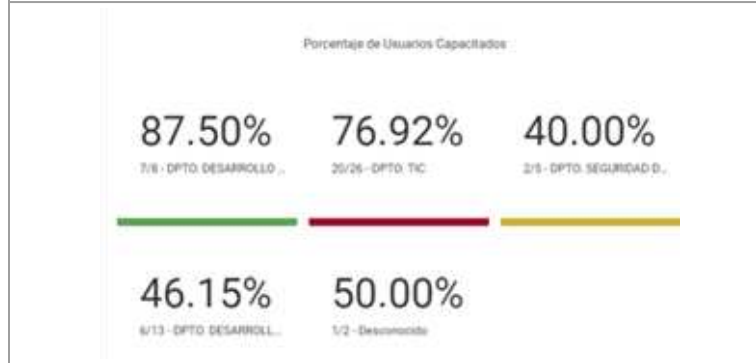 Porcentaje de Usuarios Capacitados
87.50% 76.92% 40.00%
7/8 - DPTO. DESARROLLO ... 20/26 - DPTO. TIC 2/5 - DPTO. SEGURIDAD D...
46.15% 50.00%
6/13 - DPTO. DESARROLL... 1/2 - Desconocido